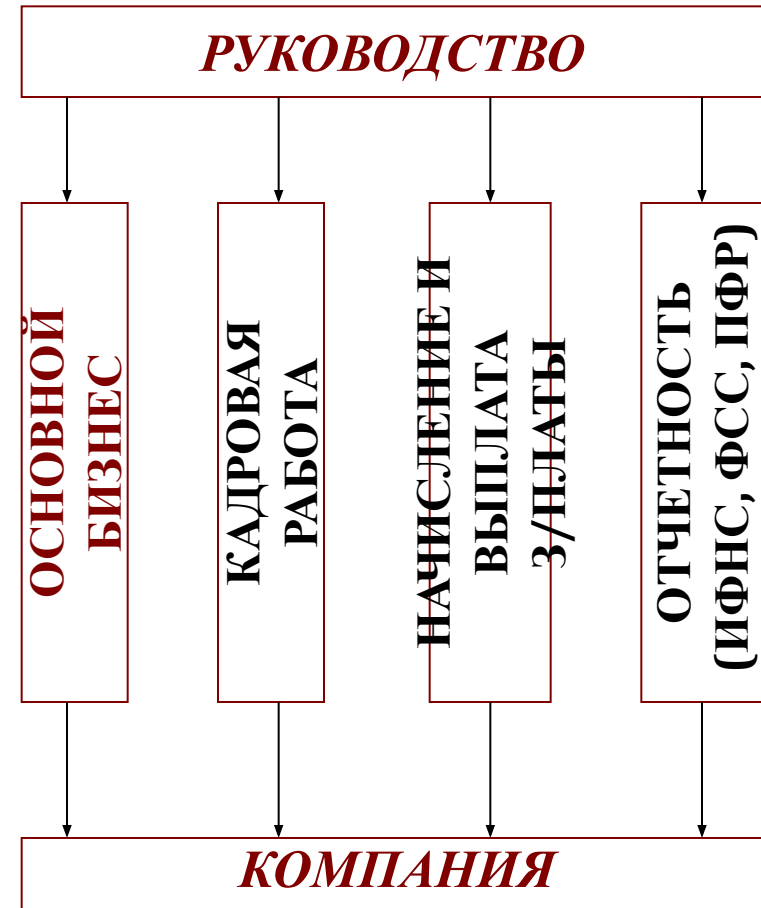 РУКОВОДСТВО
ОСНОВНОЙ
БИЗНЕС
КАДРОВАЯ
РАБОТА
НАЧИСЛЕНИЕ И
ВЫПЛАТА
З/ПЛАТЫ
ОТЧЕТНОСТЬ
(ИФНС, ФСС, ПФР)
КОМПАНИЯ